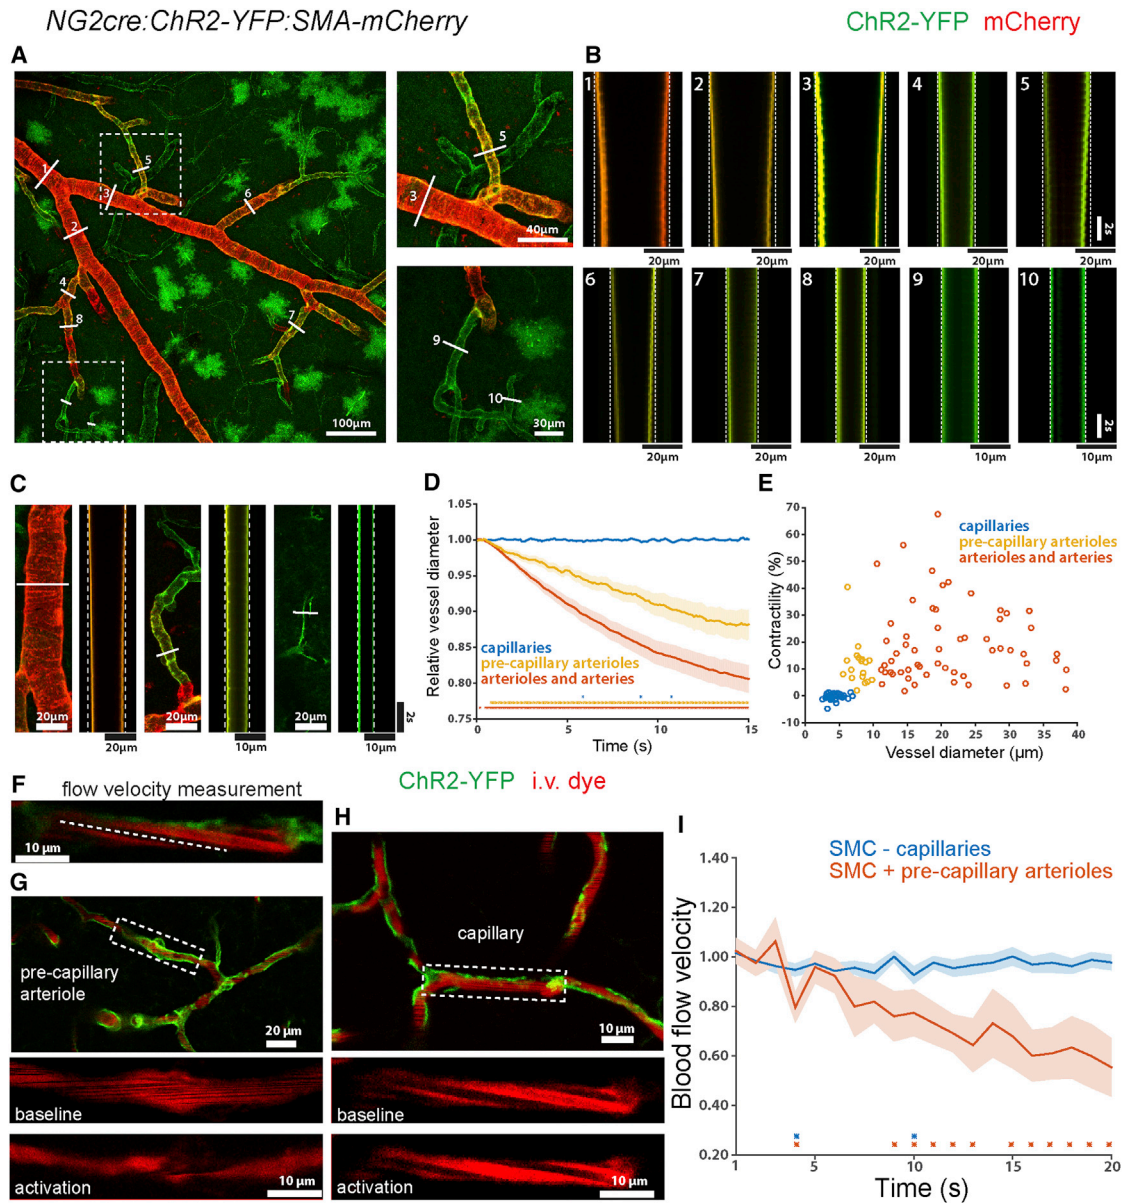 NG2cre:ChR2-YFP:SMA-mCherry
ChR2-YFP mCherry
A
1
2
3
4
5
6
7
8
100µm
3
5
40µm
9
10
30µm
B
1
2
3
4
5
20µm
20µm
20µm
20µm
20µm
2s
6
7
8
9
10
20µm
20µm
20µm
10µm
10µm
2s
C
20µm
20µm
20µm
10µm
20µm
10µm
2s
D
Relative vessel diameter
1.05
1.00
0.95
0.90
0.85
0.80
0.75
capillaries
pre-capillary arterioles
arterioles and arteries
0
5
10
15
Time (s)
E
Contractility (%)
70
60
50
40
30
20
10
0
-10
capillaries
pre-capillary arterioles
arterioles and arteries
0
5
10
15
20
25
30
35
40
Vessel diameter (µm)
ChR2-YFP i.v. dye
F
flow velocity measurement
10 µm
G
pre-capillary
arteriole
20 µm
baseline
activation
10 µm
H
capillary
10 µm
baseline
activation
10 µm
I
SMC - capillaries
SMC + pre-capillary arterioles
Blood flow velocity
1.40
1.20
1.00
0.80
0.60
0.40
0.20
1
5
10
15
20
Time (s)